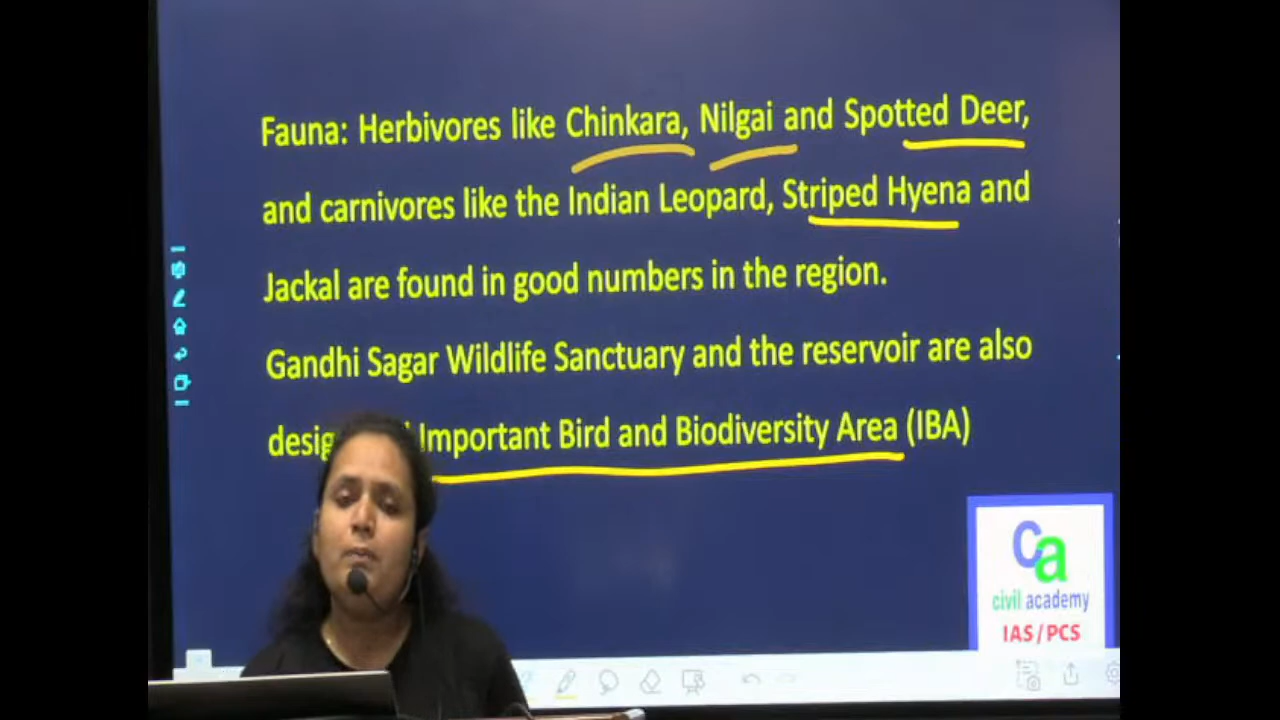 Fauna: Herbivores like Chinkara, Nilgai and Spotted Deer,
and carnivores like the Indian Leopard, Striped Hyena and
Jackal are found in good numbers in the region.
Gandhi Sagar Wildlife Sanctuary and the reservoir are also
Important Bird and Biodiversity Area (IBA)
ca
civil academy
IAS/PCS